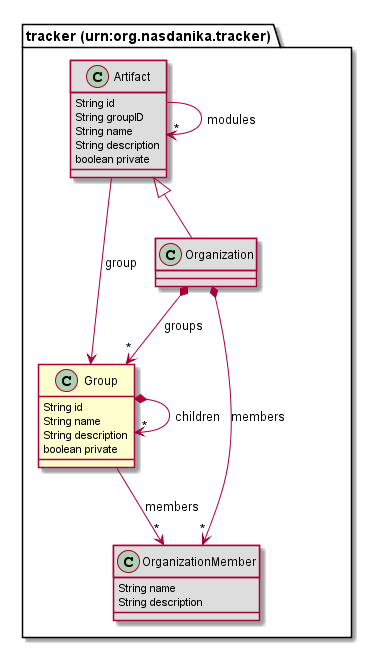 tracker (urn:org.nasdanika.tracker)
C Artifact
String id
String groupID
String name
String description
boolean private
modules
*
group
C Organization
groups
*
members
*
C Group
String id
String name
String description
boolean private
children
*
members
*
C OrganizationMember
String name
String description